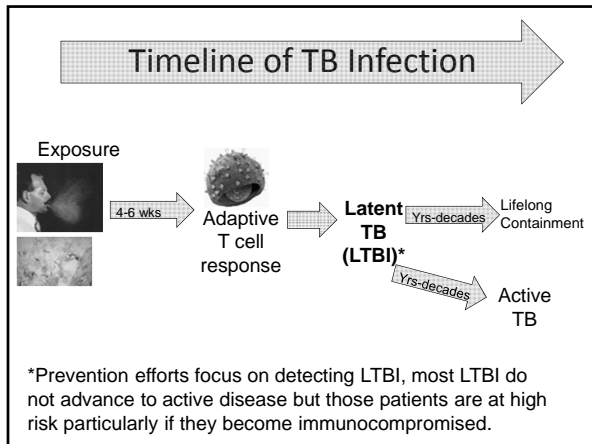 Timeline of TB Infection
Exposure
4-6 wks
Adaptive
T cell
response
Latent
TB
(LTBI)*
Yrs-decades
Lifelong
Containment
Yrs-decades
Active
TB
*Prevention efforts focus on detecting LTBI, most LTBI do
not advance to active disease but those patients are at high
risk particularly if they become immunocompromised.